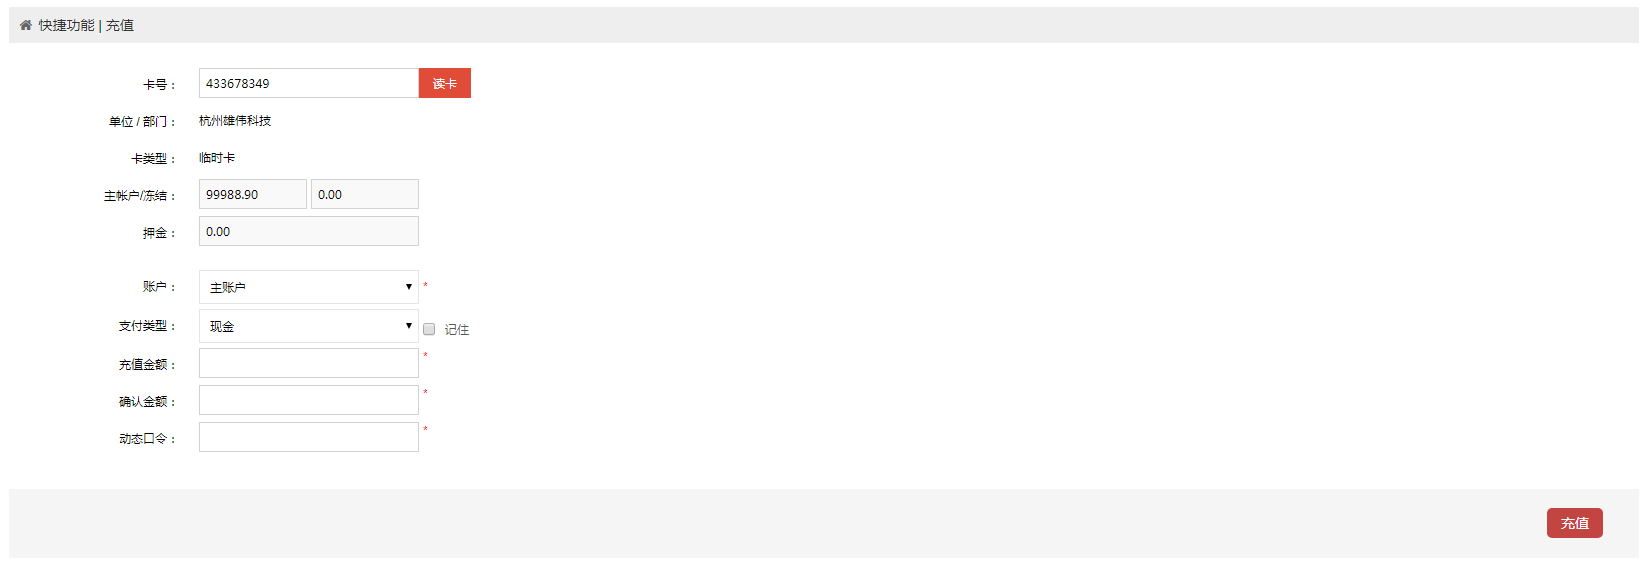 快捷功能 | 充值
卡号： 433678349 读卡
单位 / 部门： 杭州雄伟科技
卡类型： 临时卡
主帐户/冻结： 99988.90 0.00
押金： 0.00
账户： 主账户 *
支付类型： 现金 记住
充值金额： *
确认金额： *
动态口令： *
充值